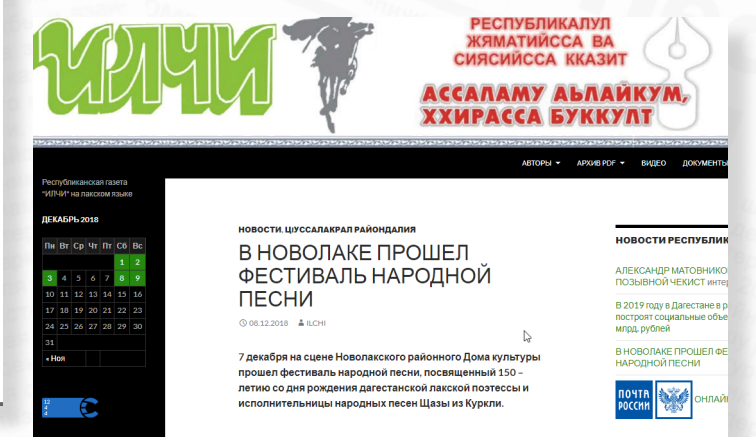 ИЛЧИ
РЕСПУБЛИКАЛУЛ
ЖЯМАТИЙССА ВА
СИЯСИЙССА ККАЗИТ
АССАЛАМУ АЬЛАЙКУМ,
ХХИРАССА БУККУЛТ
АВТОРЫ АРХИВ PDF ВИДЕО ДОКУМЕНТЫ
Республиканская газета
"ИЛЧИ" на лакском языке
ДЕКАБРЬ 2018
Пн Вт Ср Чт Пт Сб Вс
1 2
3 4 5 6 7 8 9
10 11 12 13 14 15 16
17 18 19 20 21 22 23
24 25 26 27 28 29 30
31
« Ноя
12
4
4
НОВОСТИ, ЦӀУССАЛАКРАЛ РАЙОНДАЛИЯ
В НОВОЛАКЕ ПРОШЕЛ
ФЕСТИВАЛЬ НАРОДНОЙ
ПЕСНИ
08.12.2018 ILCHI
7 декабря на сцене Новолакского районного Дома культуры
прошел фестиваль народной песни, посвященный 150 –
летию со дня рождения дагестанской лакской поэтессы и
исполнительницы народных песен Щазы из Куркли.
НОВОСТИ РЕСПУБЛИК
АЛЕКСАНДР МАТОВНИКО
ПОЗЫВНОЙ ЧЕКИСТ интер
В 2019 году в Дагестане в р
построят социальные объе
млрд. рублей
В НОВОЛАКЕ ПРОШЕЛ ФЕ
НАРОДНОЙ ПЕСНИ
ПОЧТА
РОССИИ
ОНЛАЙ